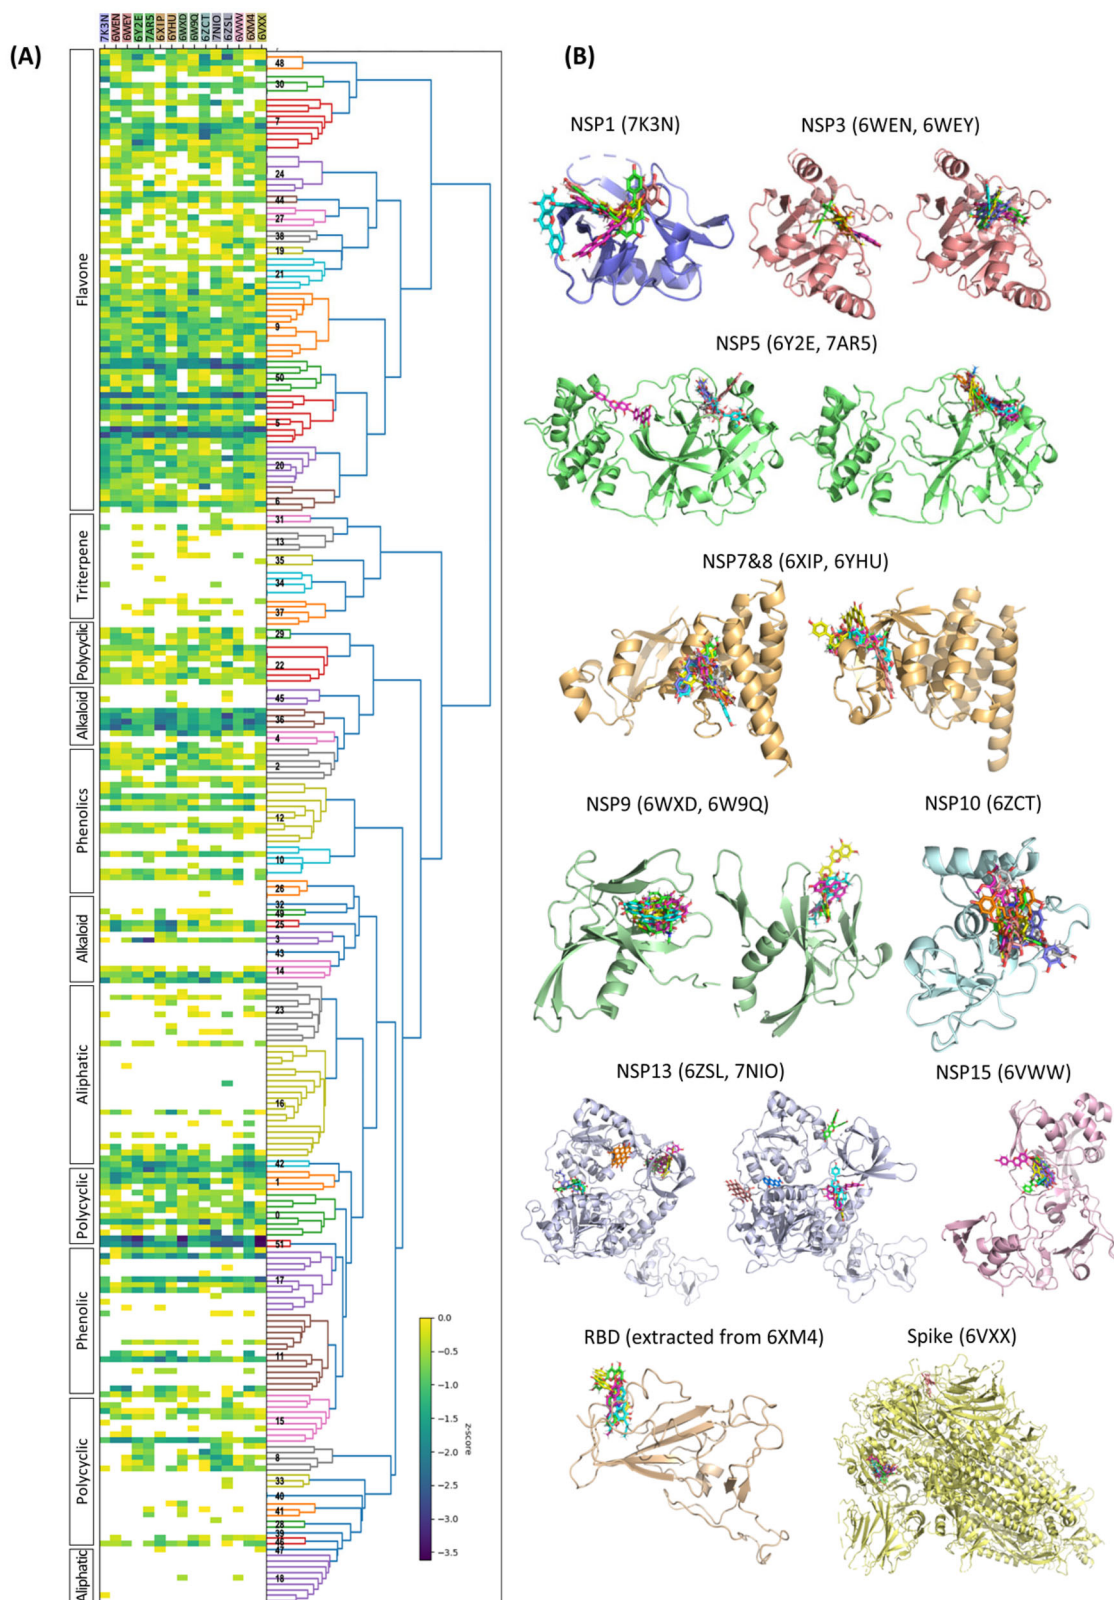 (A)
7K3N
6WEN
6WEY
6Y2E
7AR5
6XIP
6YHU
6WXD
6W9Q
6ZCT
7NIO
6ZSL
6VWW
6XM4
6VXX
Flavone
Triterpene
Polycyclic
Alkaloid
Phenolics
Alkaloid
Aliphatic
Polycyclic
Phenolic
Polycyclic
Aliphatic
48
30
7
24
44
27
38
19
21
9
50
5
20
6
31
13
35
34
37
29
22
45
36
4
2
12
10
26
32
49
25
3
43
14
23
16
42
1
0
51
17
11
15
8
33
40
41
28
39
46
47
18
0.0
-0.5
-1.0
-1.5
-2.0
-2.5
-3.0
-3.5
z-score
(B)
NSP1 (7K3N)
NSP3 (6WEN, 6WEY)
NSP5 (6Y2E, 7AR5)
NSP7&8 (6XIP, 6YHU)
NSP9 (6WXD, 6W9Q)
NSP10 (6ZCT)
NSP13 (6ZSL, 7NIO)
NSP15 (6VWW)
RBD (extracted from 6XM4)
Spike (6VXX)